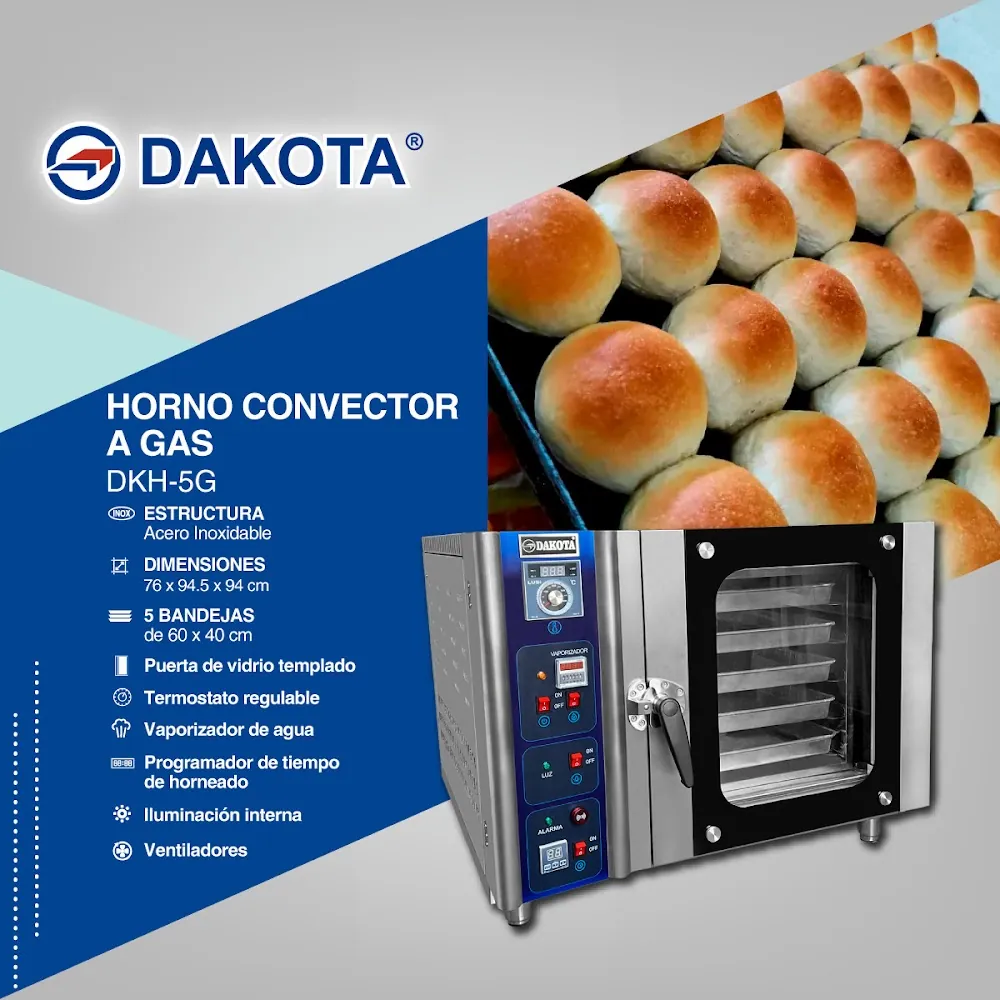 DAKOTA®
HORNO CONVECTOR
A GAS
DKH-5G
INOX ESTRUCTURA
Acero Inoxidable
DIMENSIONES
76 x 94.5 x 94 cm
5 BANDEJAS
de 60 x 40 cm
Puerta de vidrio templado
Termostato regulable
Vaporizador de agua
88:88 Programador de tiempo
de horneado
Iluminación interna
Ventiladores
DAKOTA®
°C
VAPORIZADOR
ON
OFF
ON
LUZ
OFF
ALARMA
ON
OFF